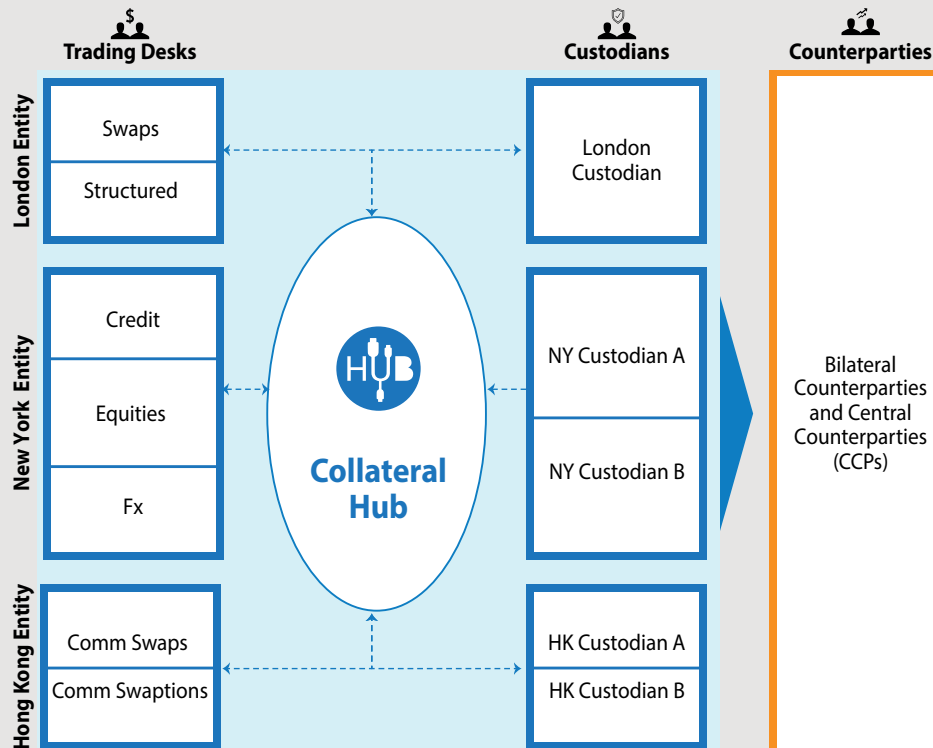 $
Trading Desks
Custodians
Counterparties
London Entity
Swaps
Structured
London
Custodian
New York Entity
Credit
Equities
Fx
HUB
Collateral
Hub
NY Custodian A
NY Custodian B
Bilateral
Counterparties
and Central
Counterparties
(CCPs)
Hong Kong Entity
Comm Swaps
Comm Swaptions
HK Custodian A
HK Custodian B